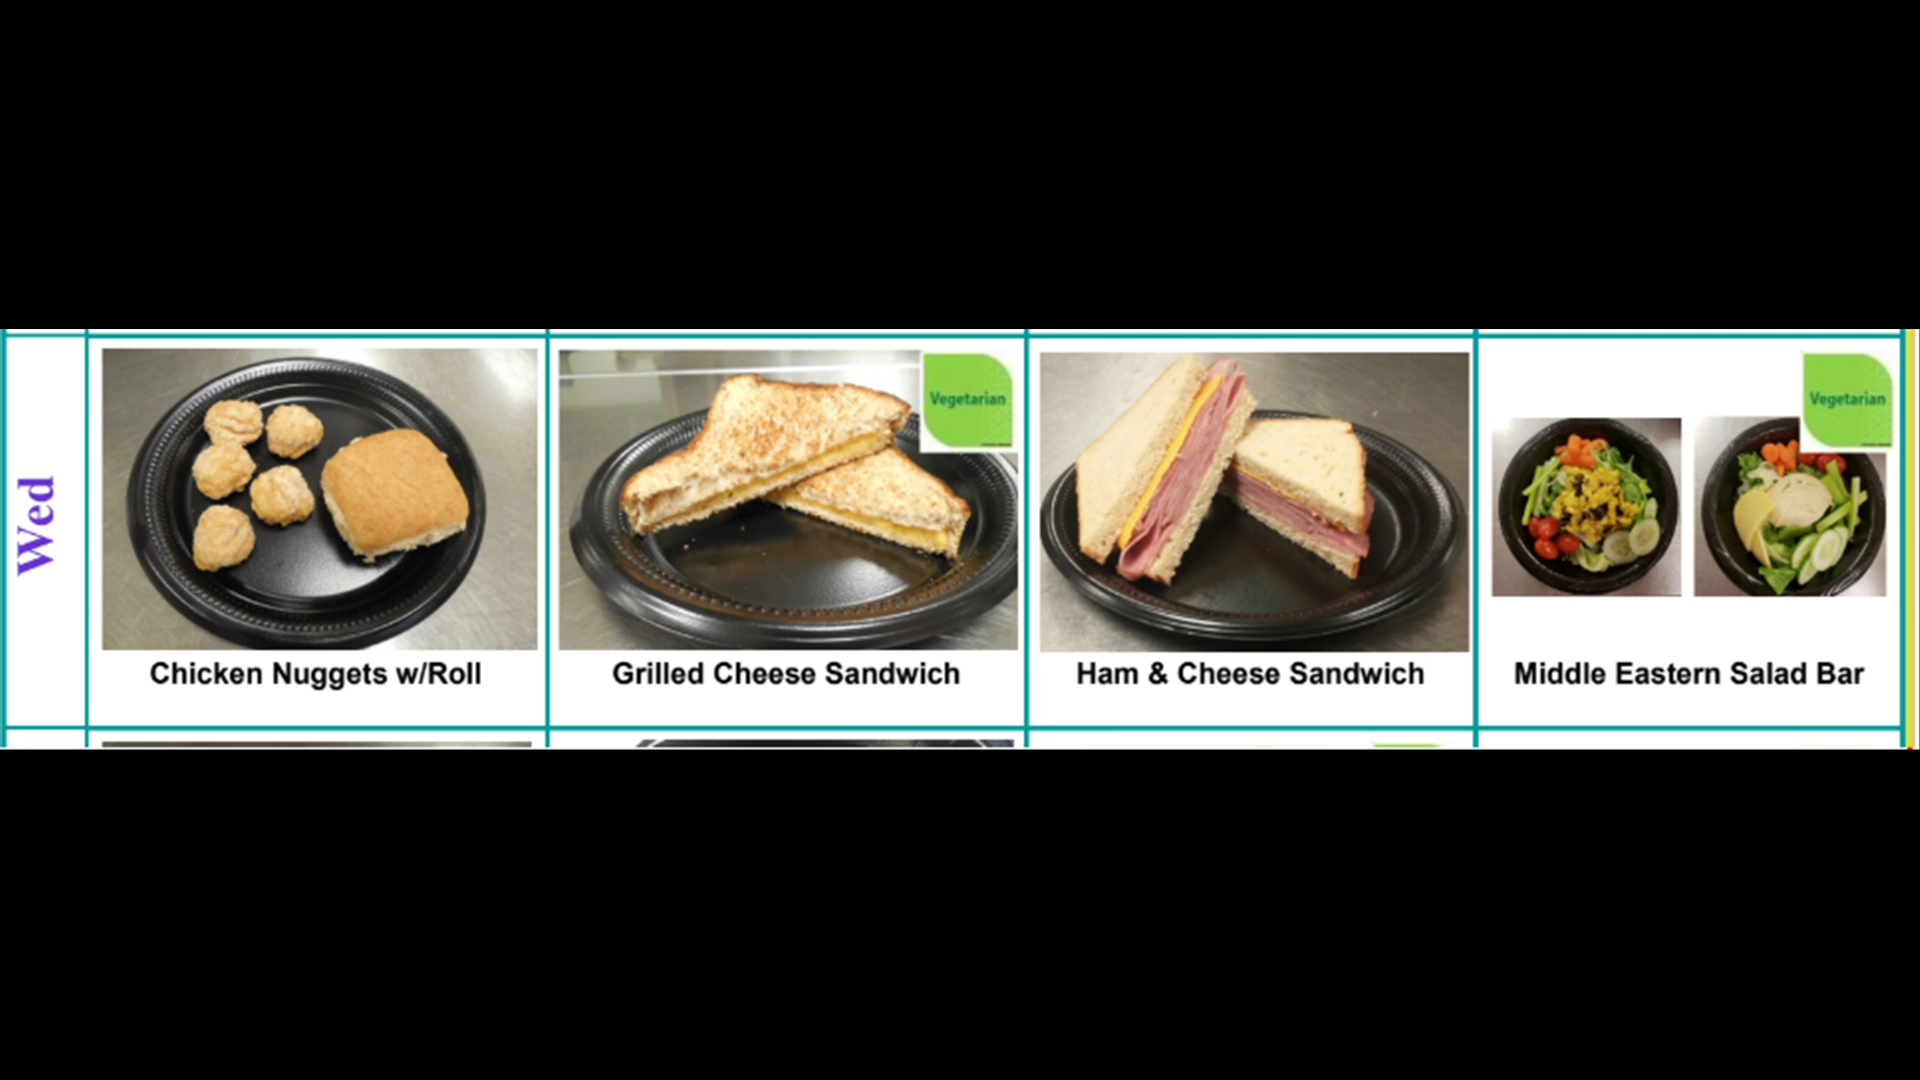 Wed
Vegetarian
Vegetarian
Chicken Nuggets w/Roll
Grilled Cheese Sandwich
Ham & Cheese Sandwich
Middle Eastern Salad Bar